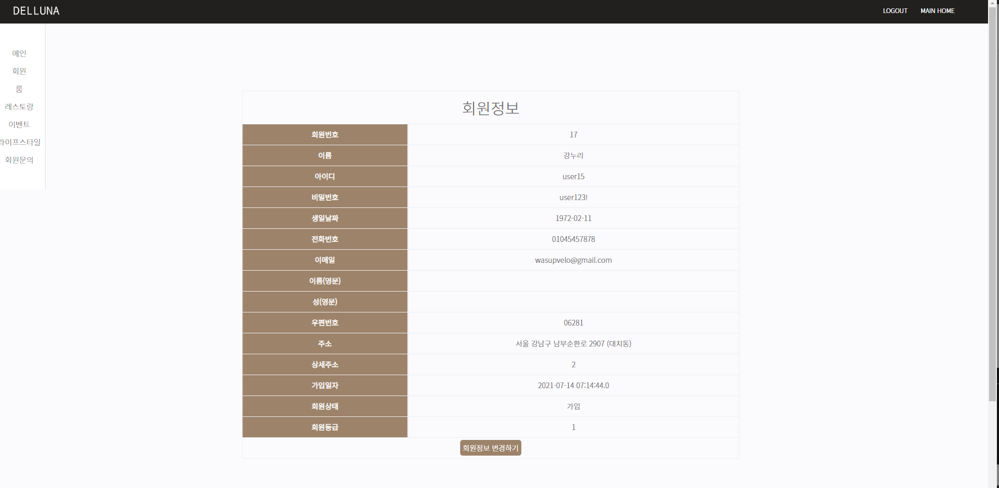 DELLUNA
LOGOUT MAIN HOME
메인
회원
룸
레스토랑
이벤트
라이프스타일
회원문의
회원정보
회원번호 17
이름 강누리
아이디 user15
비밀번호 user123!
생일날짜 1972-02-11
전화번호 01045457878
이메일 wasupvelo@gmail.com
이름(영문)
성(영문)
우편번호 06281
주소 서울 강남구 남부순환로 2907 (대치동)
상세주소 2
가입일자 2021-07-14 07:14:44.0
회원상태 가입
회원등급 1
회원정보 변경하기